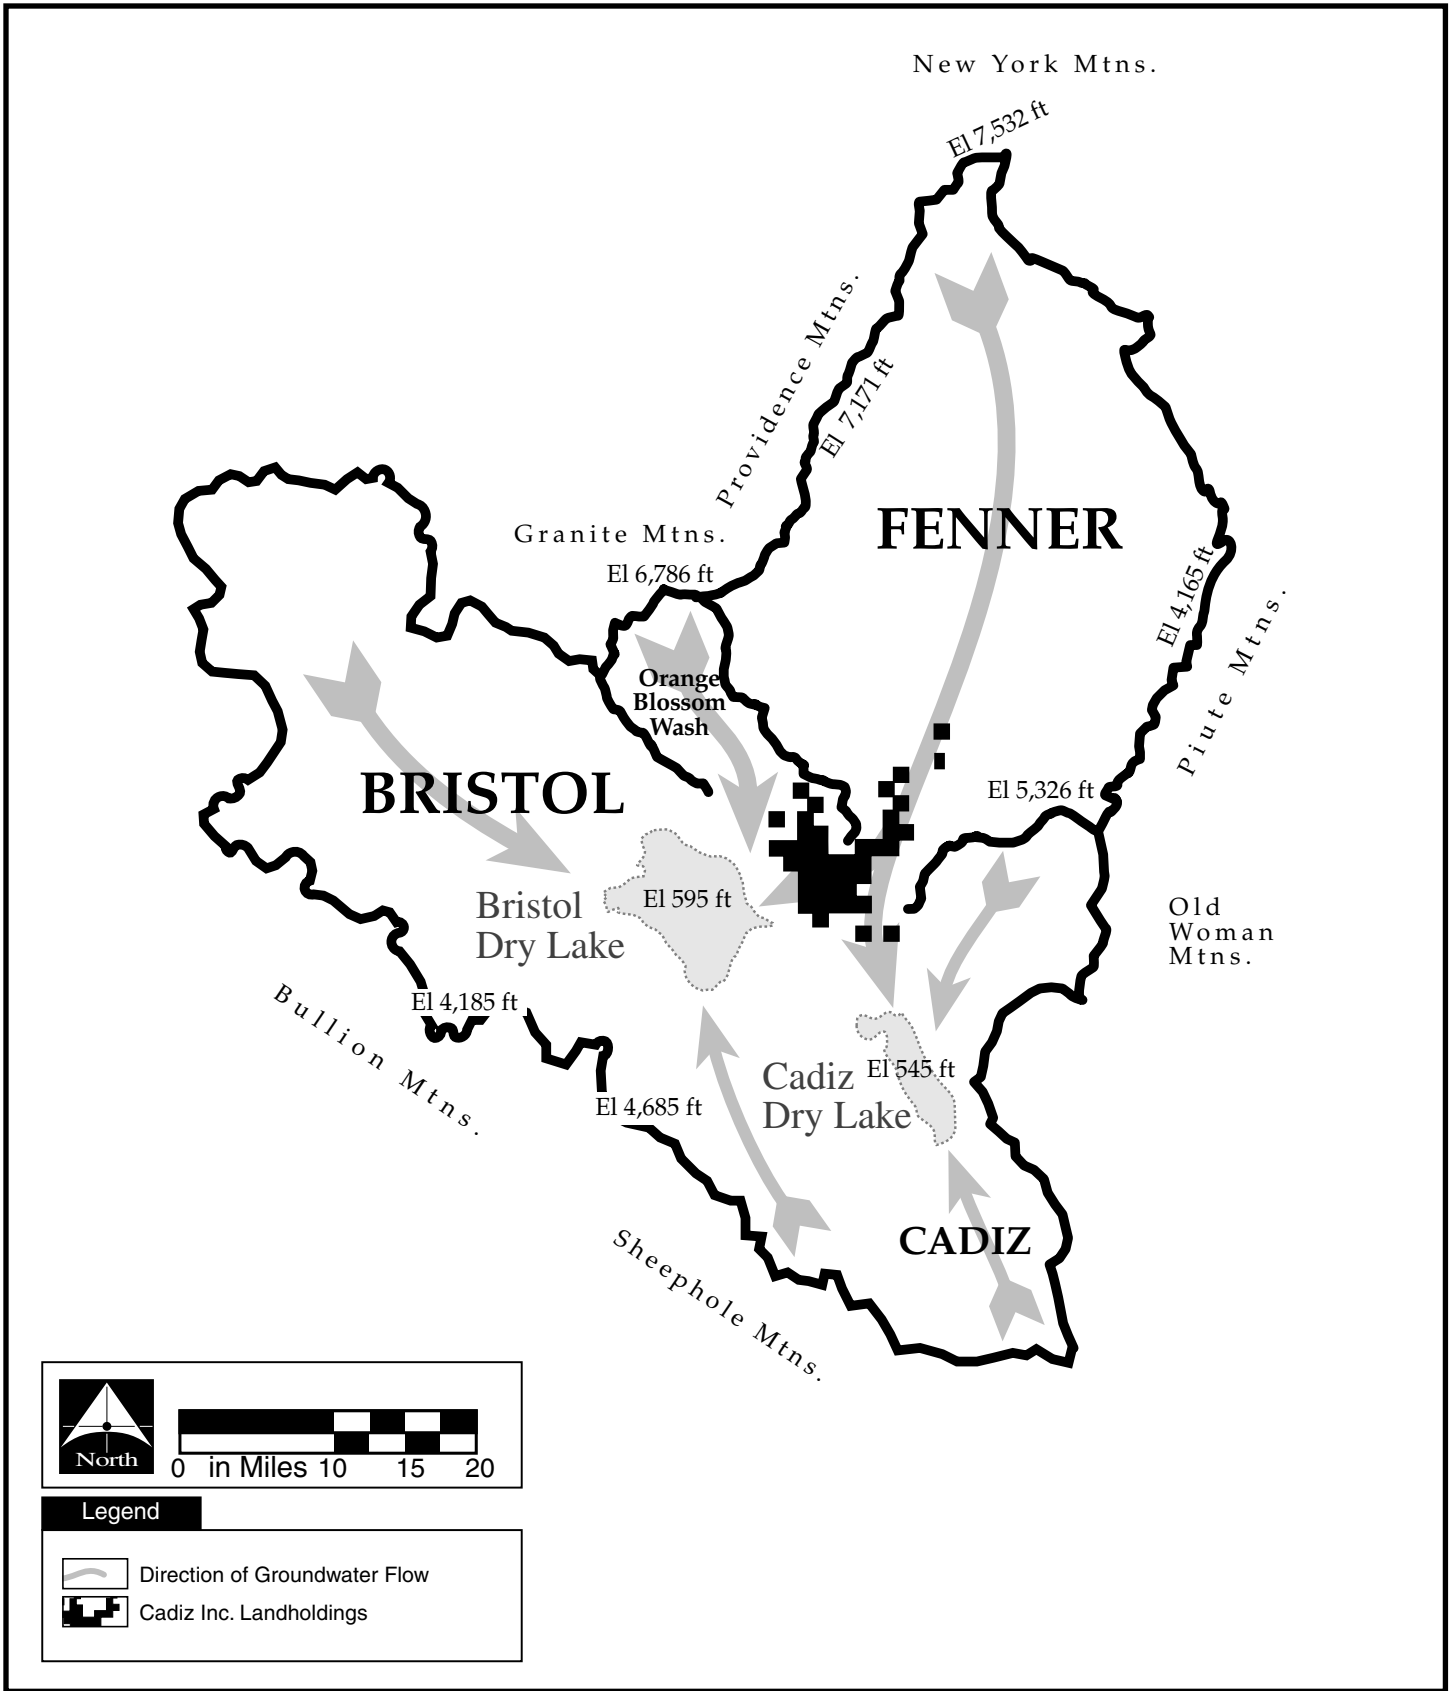 New York Mtns.
El 7,532 ft
Providence Mtns.
El 7,171 ft
FENNER
Granite Mtns.
El 6,786 ft
El 4,165 ft
Piute Mtns.
Orange
Blossom
Wash
BRISTOL
El 5,326 ft
Bristol
Dry Lake
El 595 ft
Old
Woman
Mtns.
El 4,185 ft
Bullion Mtns.
Cadiz
Dry Lake
El 545 ft
El 4,685 ft
CADIZ
Sheephole Mtns.
North
0 in Miles 10 15 20
Legend
Direction of Groundwater Flow
Cadiz Inc. Landholdings